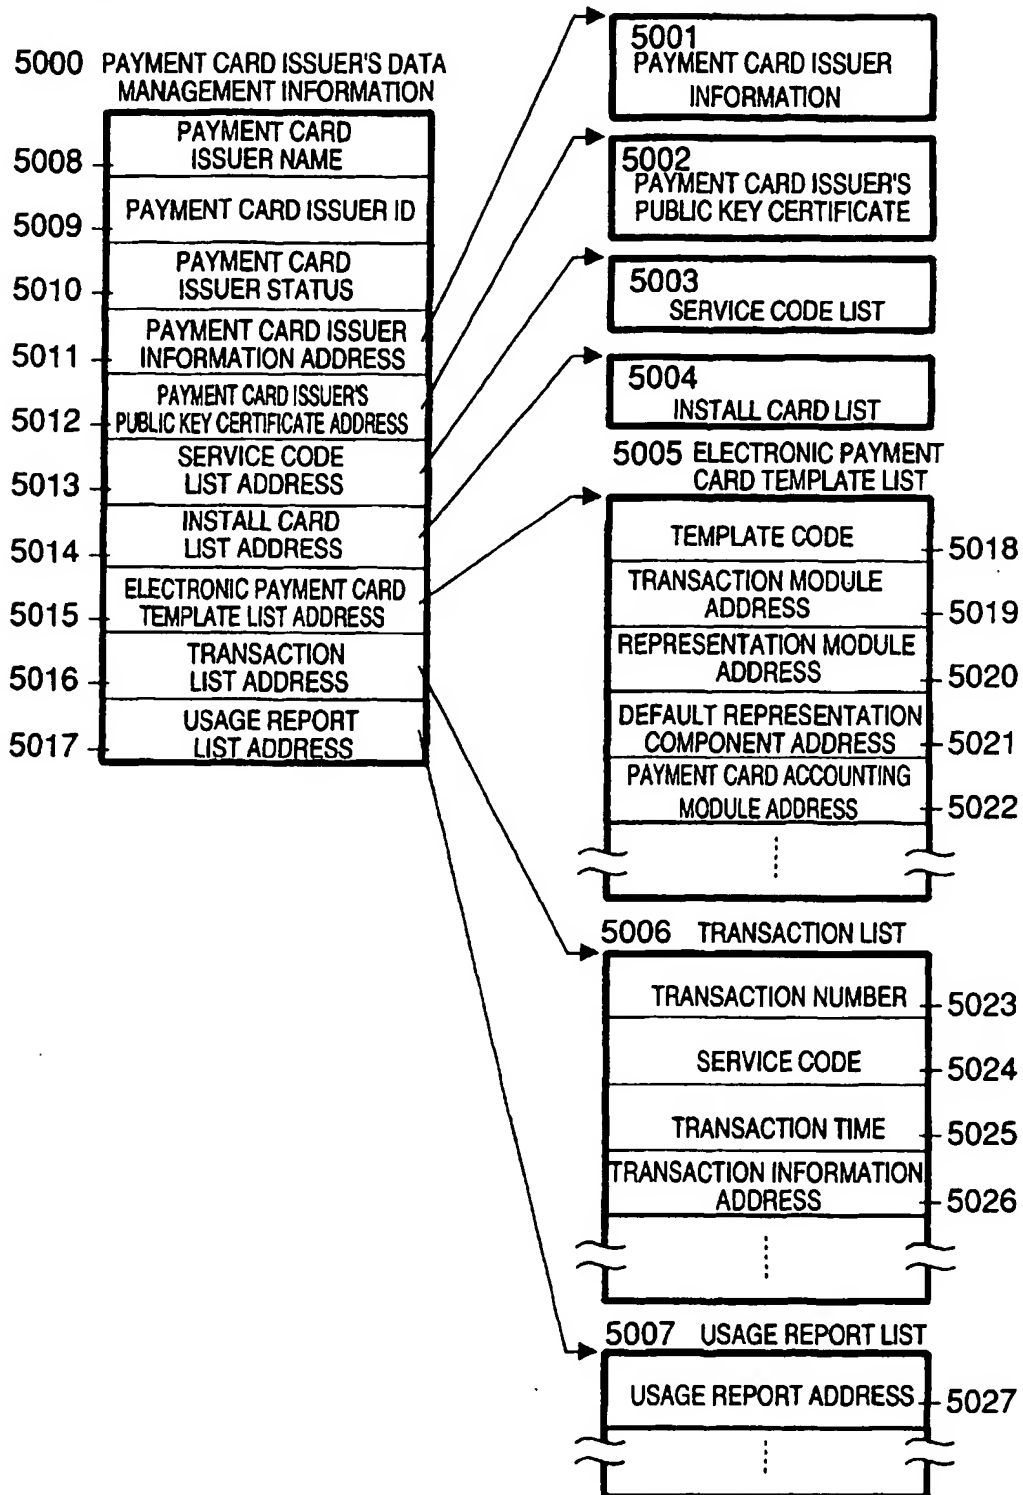 5000 PAYMENT CARD ISSUER'S DATA
MANAGEMENT INFORMATION
PAYMENT CARD
ISSUER NAME
5008
PAYMENT CARD ISSUER ID
5009
PAYMENT CARD
ISSUER STATUS
5010
PAYMENT CARD ISSUER
INFORMATION ADDRESS
5011
PAYMENT CARD ISSUER'S
PUBLIC KEY CERTIFICATE ADDRESS
5012
SERVICE CODE
LIST ADDRESS
5013
INSTALL CARD
LIST ADDRESS
5014
ELECTRONIC PAYMENT CARD
TEMPLATE LIST ADDRESS
5015
TRANSACTION
LIST ADDRESS
5016
USAGE REPORT
LIST ADDRESS
5017
5001
PAYMENT CARD ISSUER
INFORMATION
5002
PAYMENT CARD ISSUER'S
PUBLIC KEY CERTIFICATE
5003
SERVICE CODE LIST
5004
INSTALL CARD LIST
5005 ELECTRONIC PAYMENT
CARD TEMPLATE LIST
TEMPLATE CODE
5018
TRANSACTION MODULE
ADDRESS
5019
REPRESENTATION MODULE
ADDRESS
5020
DEFAULT REPRESENTATION
COMPONENT ADDRESS
5021
PAYMENT CARD ACCOUNTING
MODULE ADDRESS
5022
5006 TRANSACTION LIST
TRANSACTION NUMBER
5023
SERVICE CODE
5024
TRANSACTION TIME
5025
TRANSACTION INFORMATION
ADDRESS
5026
5007 USAGE REPORT LIST
USAGE REPORT ADDRESS
5027